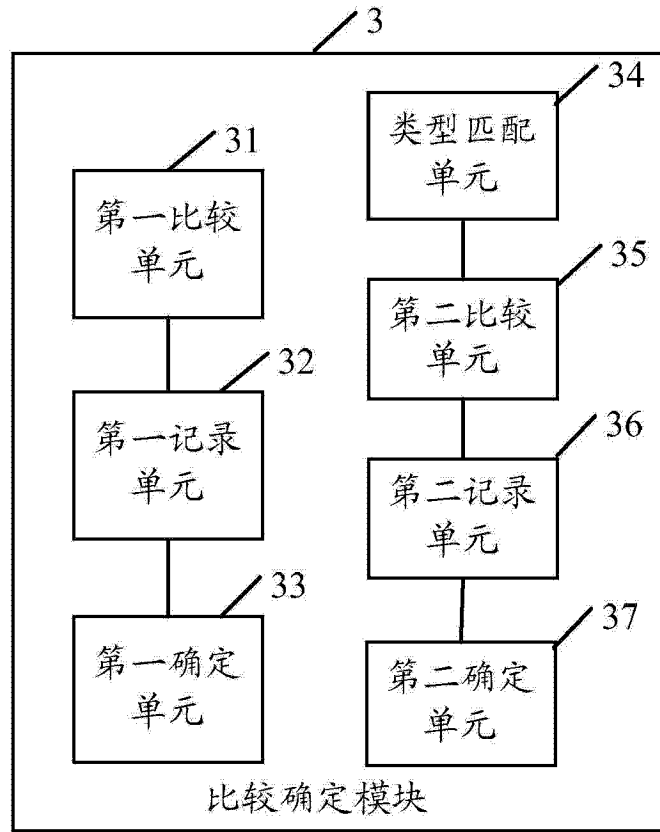 3
31
第一比较
单元
32
第一记录
单元
33
第一确定
单元
34
类型匹配
单元
35
第二比较
单元
36
第二记录
单元
37
第二确定
单元
比较确定模块